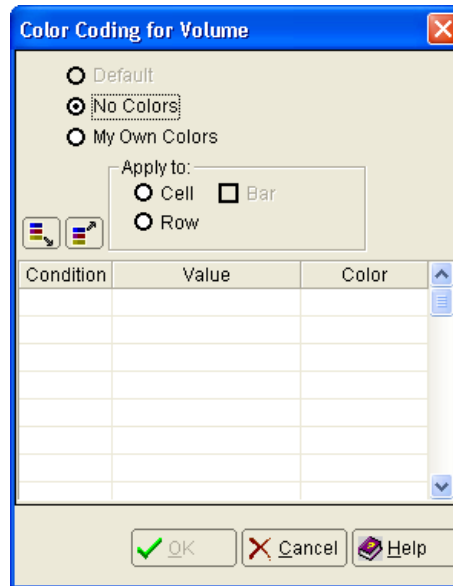 Color Coding for Volume
Default
No Colors
My Own Colors
Apply to:
Cell Bar
Row
Condition Value Color
OK Cancel Help